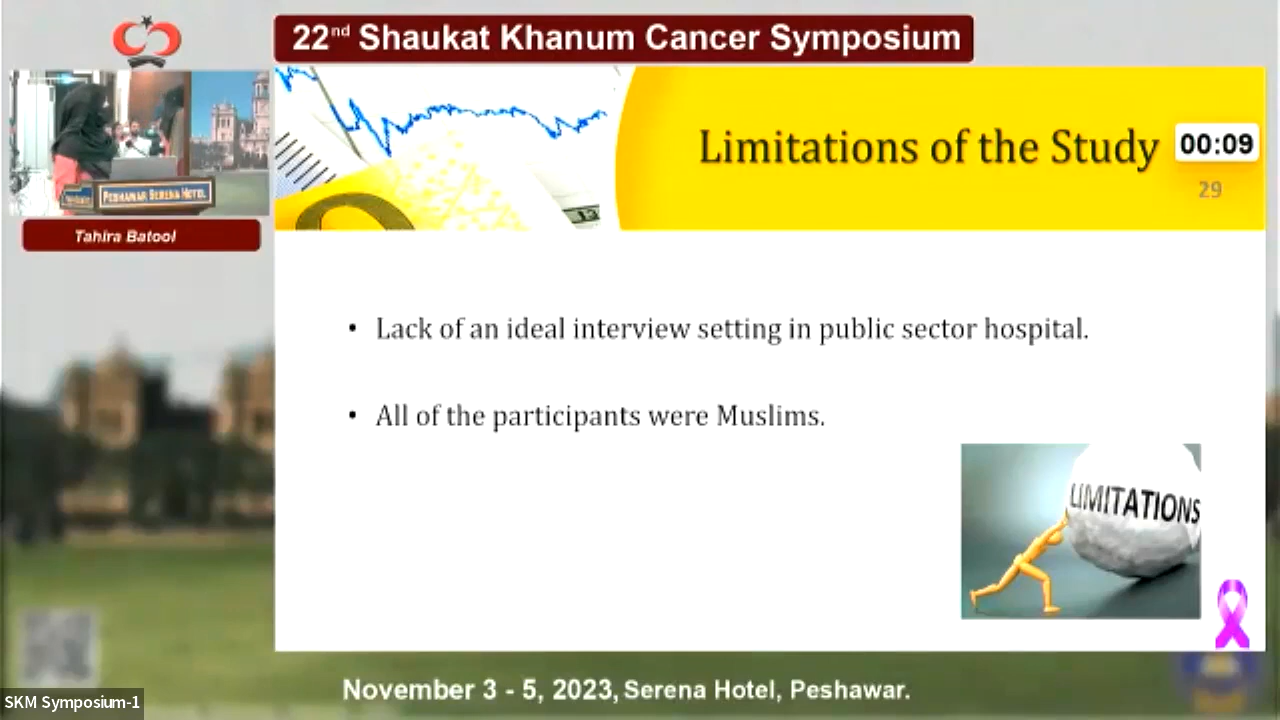 22nd Shaukat Khanum Cancer Symposium
Limitations of the Study
00:09
29
PESHAWAR SERENA HOTEL
Tahira Batool
• Lack of an ideal interview setting in public sector hospital.
• All of the participants were Muslims.
LIMITATIONS
November 3 - 5, 2023, Serena Hotel, Peshawar.
SKM Symposium-1